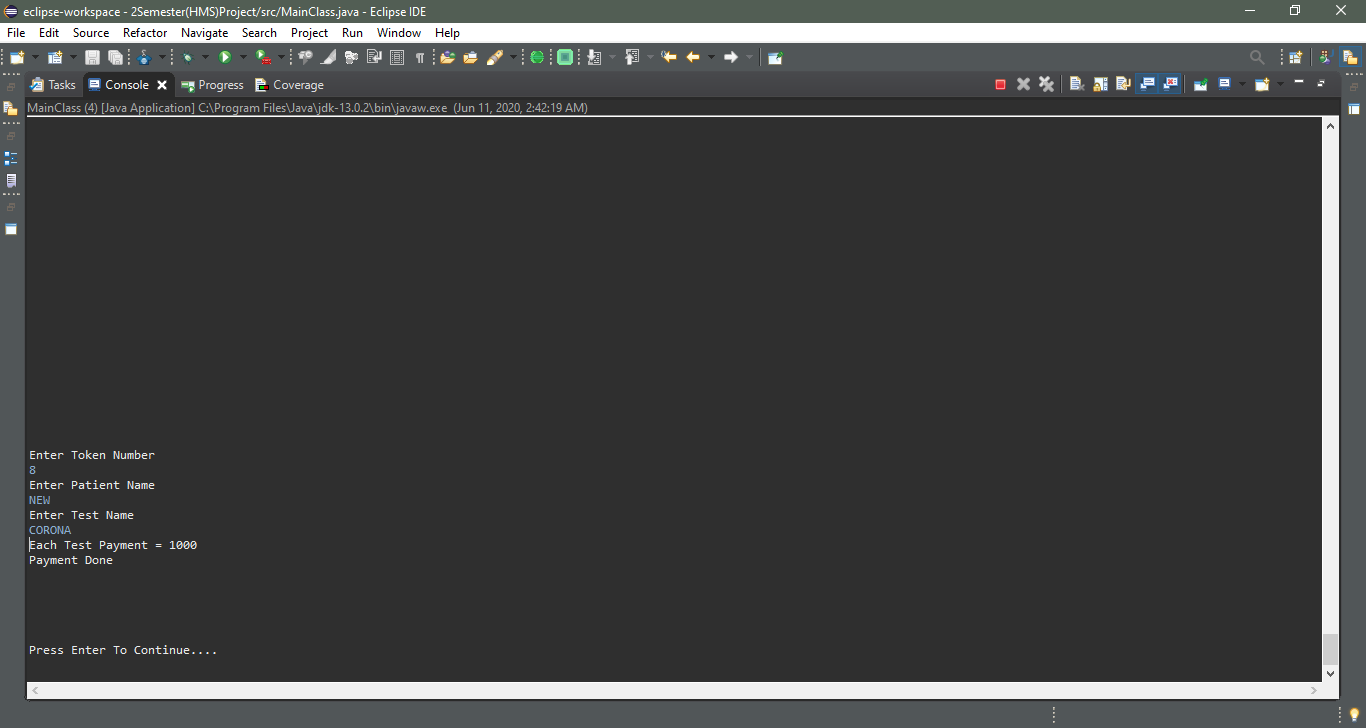 eclipse-workspace - 2Semester(HMS)Project/src/MainClass.java - Eclipse IDE
File Edit Source Refactor Navigate Search Project Run Window Help
Tasks Console Progress Coverage
MainClass (4) [Java Application] C:\Program Files\Java\jdk-13.0.2\bin\javaw.exe (Jun 11, 2020, 2:42:19 AM)
Enter Token Number
8
Enter Patient Name
NEW
Enter Test Name
CORONA
Each Test Payment = 1000
Payment Done
Press Enter To Continue....